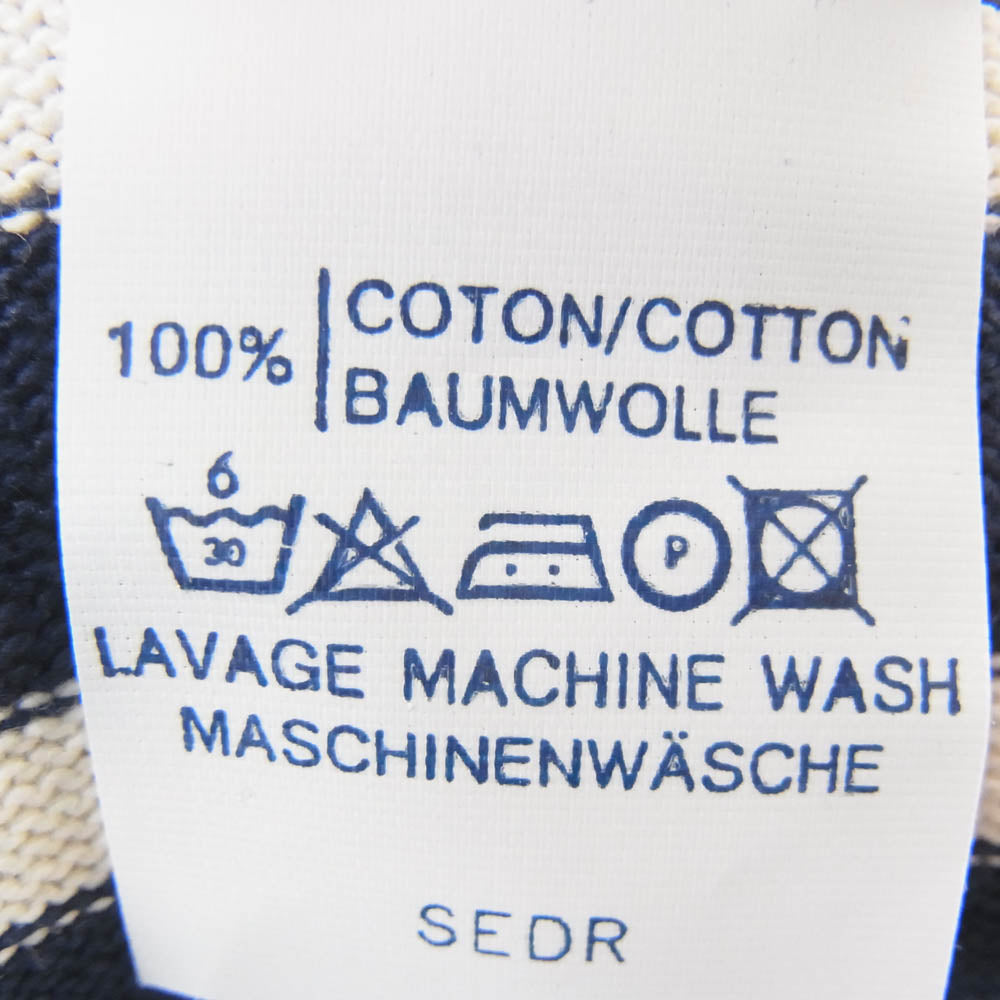 100% COTON/COTTON
BAUMWOLLE
6
30 P
LAVAGE MACHINE WASH
MASCHINENWÄSCHE
SEDR